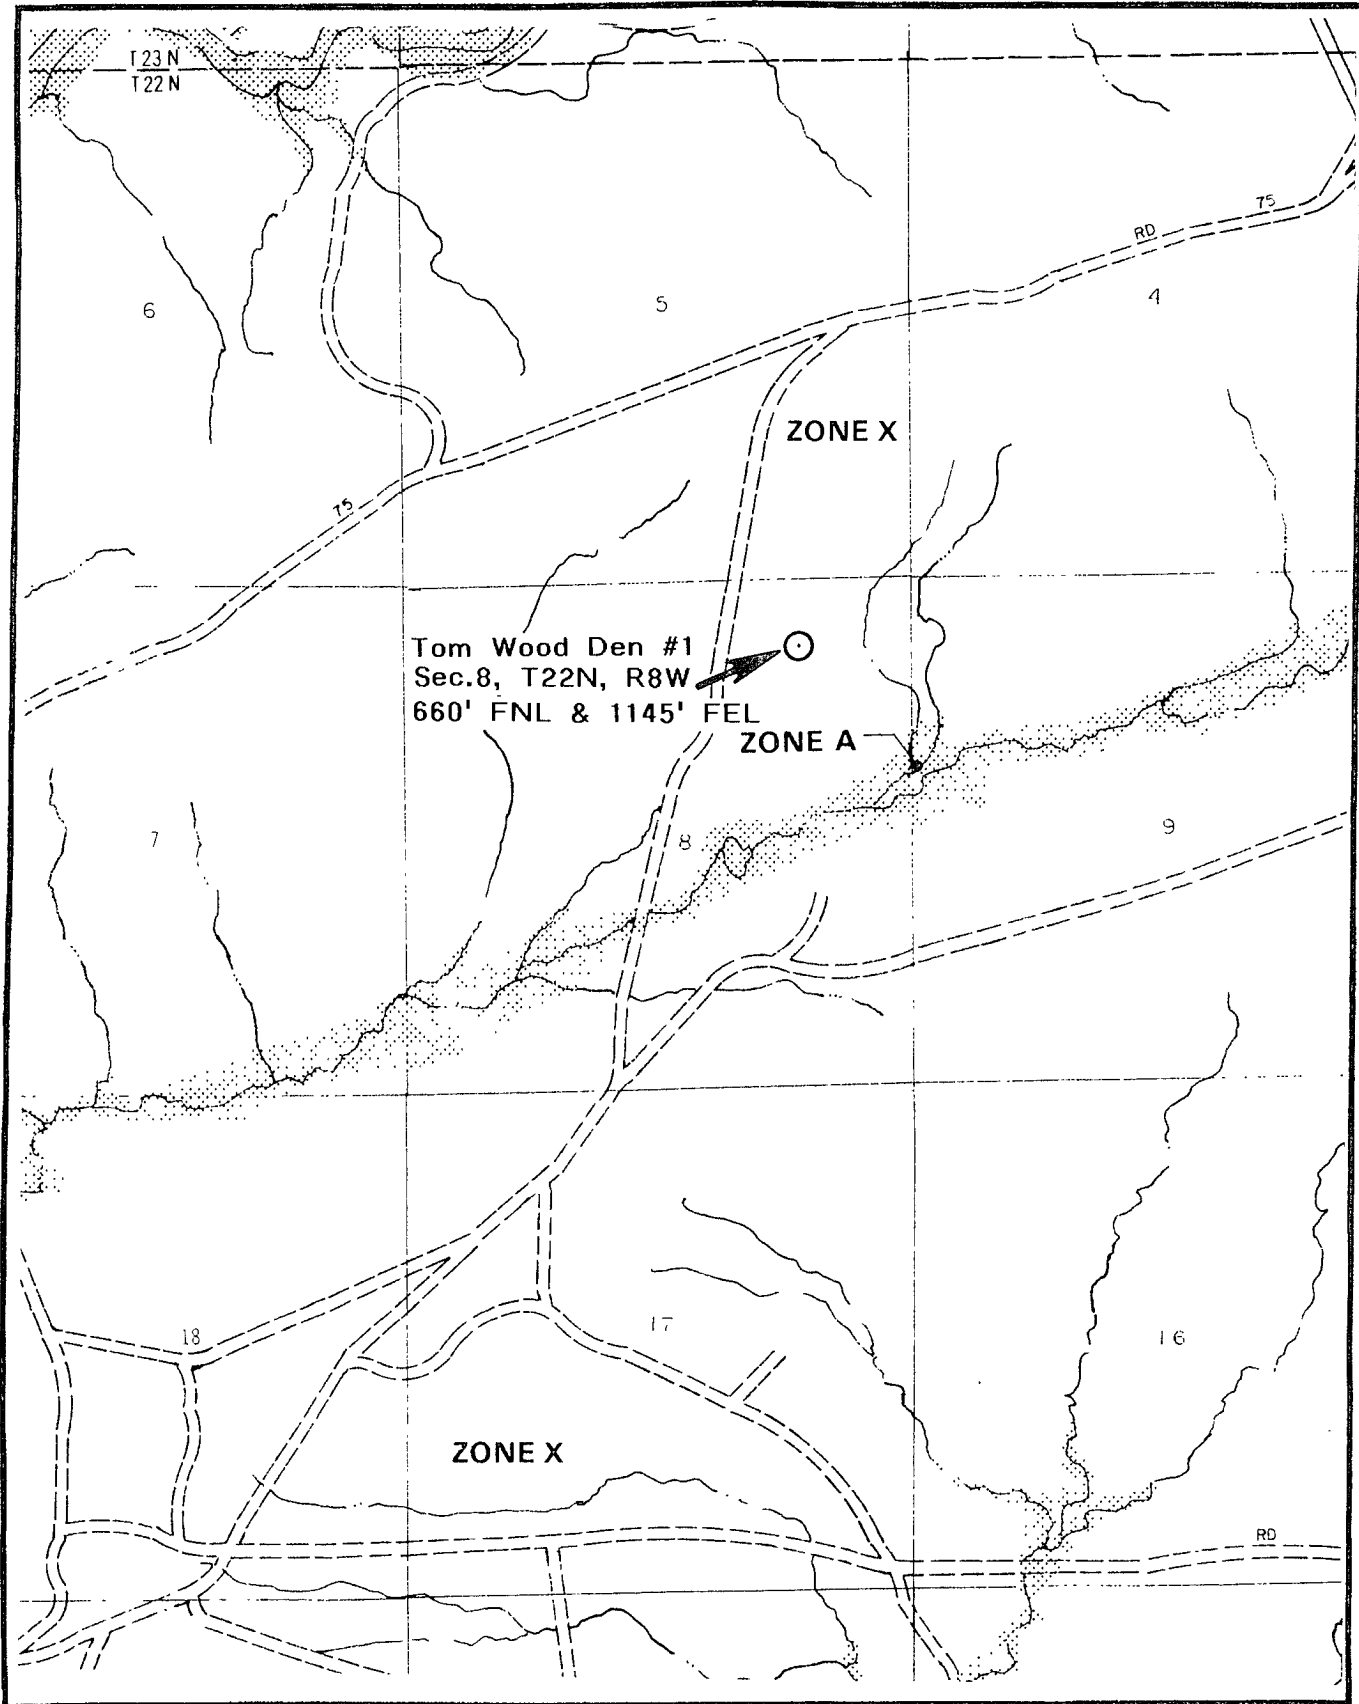 T23N
T22N
75
RD
6
5
4
ZONE X
75
Tom Wood Den #1
Sec.8, T22N, R8W
660' FNL & 1145' FEL
ZONE A
7
8
9
18
17
16
ZONE X
RD